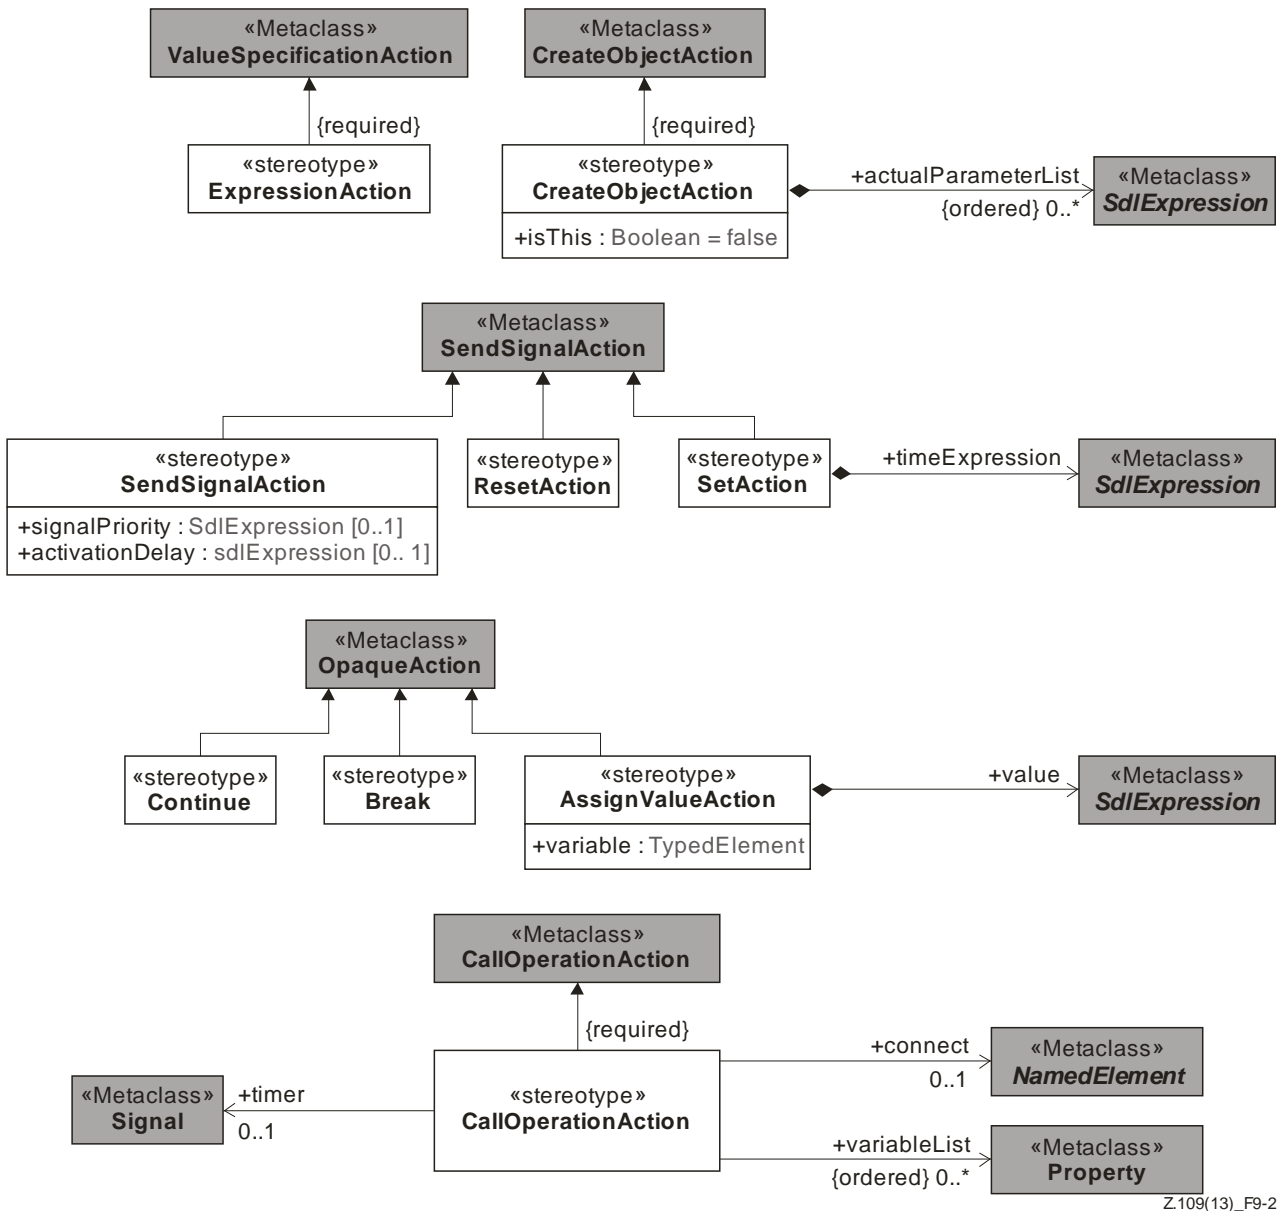 «Metaclass»
ValueSpecificationAction
{required}
«stereotype»
ExpressionAction
«Metaclass»
CreateObjectAction
{required}
«stereotype»
CreateObjectAction
+isThis : Boolean = false
+actualParameterList
{ordered} 0..*
«Metaclass»
SdlExpression
«Metaclass»
SendSignalAction
«stereotype»
SendSignalAction
+signalPriority : SdlExpression [0..1]
+activationDelay : sdlExpression [0.. 1]
«stereotype»
ResetAction
«stereotype»
SetAction
+timeExpression
«Metaclass»
SdlExpression
«Metaclass»
OpaqueAction
«stereotype»
Continue
«stereotype»
Break
«stereotype»
AssignValueAction
+variable : TypedElement
+value
«Metaclass»
SdlExpression
«Metaclass»
CallOperationAction
{required}
«stereotype»
CallOperationAction
«Metaclass»
Signal
+timer
0..1
+connect
0..1
«Metaclass»
NamedElement
+variableList
{ordered} 0..*
«Metaclass»
Property
Z.109(13)_F9-2